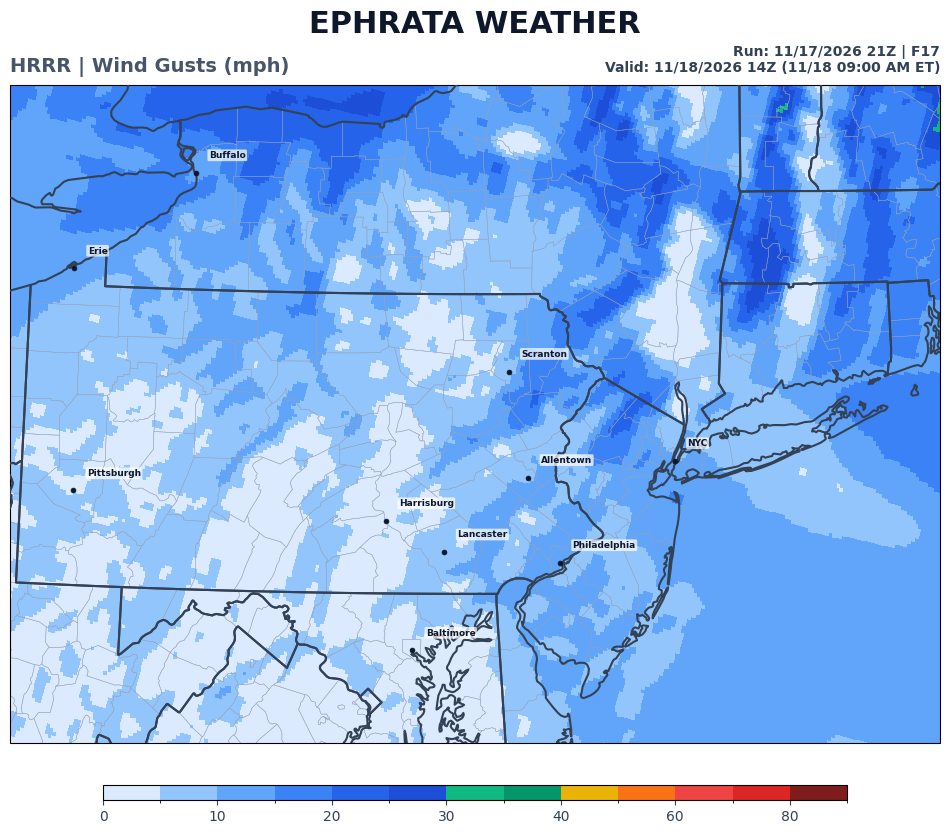 EPHRATA WEATHER
HRRR | Wind Gusts (mph)
Run: 11/17/2026 21Z | F17
Valid: 11/18/2026 14Z (11/18 09:00 AM ET)
Buffalo
Erie
Scranton
NYC
Allentown
Pittsburgh
Harrisburg
Lancaster
Philadelphia
Baltimore
0 10 20 30 40 50 60 70 80